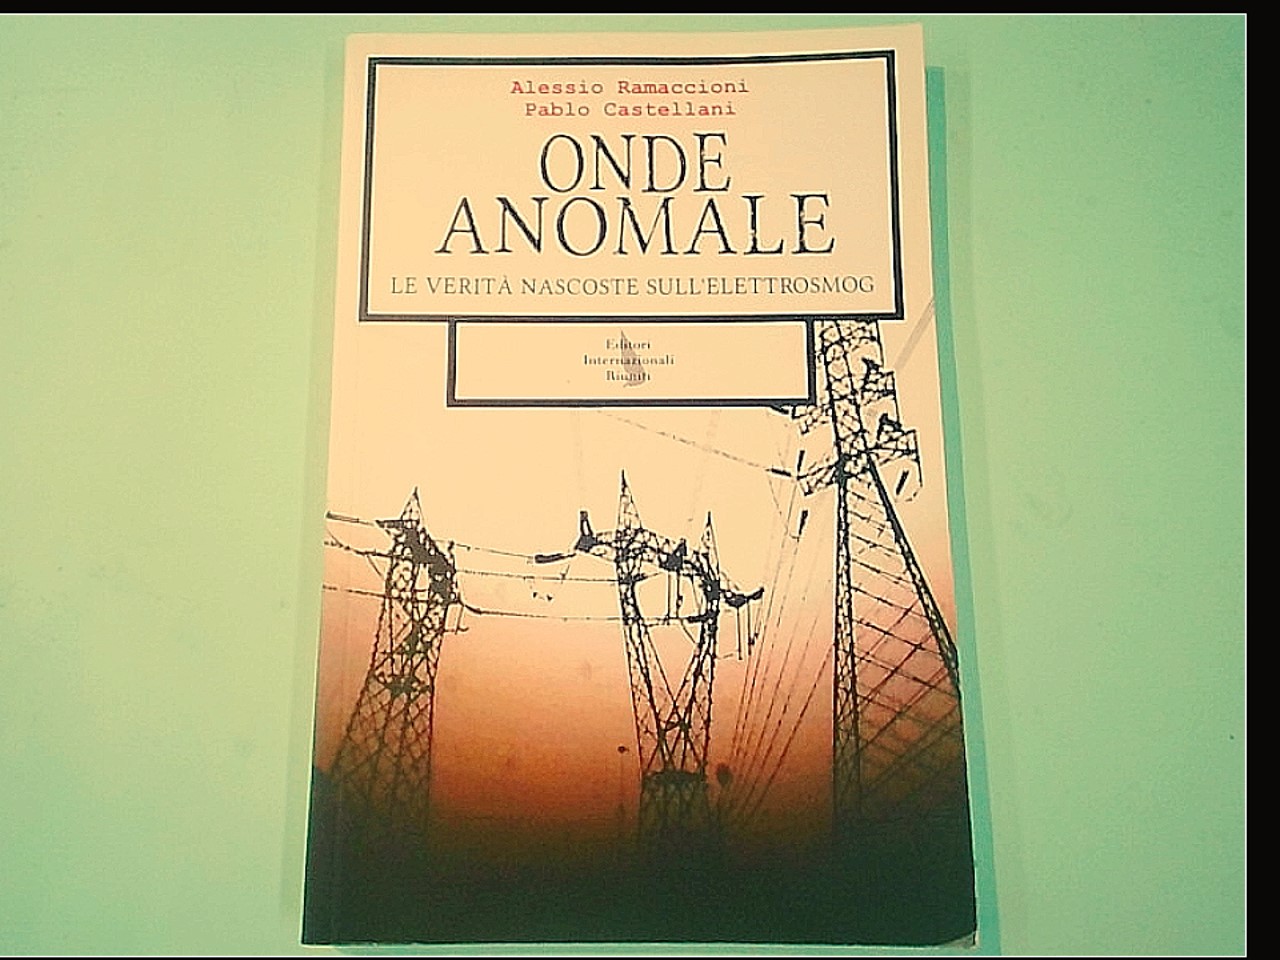 Alessio Ramaccioni
Pablo Castellani
ONDE
ANOMALE
LE VERITÀ NASCOSTE SULL'ELETTROSMOG
Editori
Internazionali
Riuniti